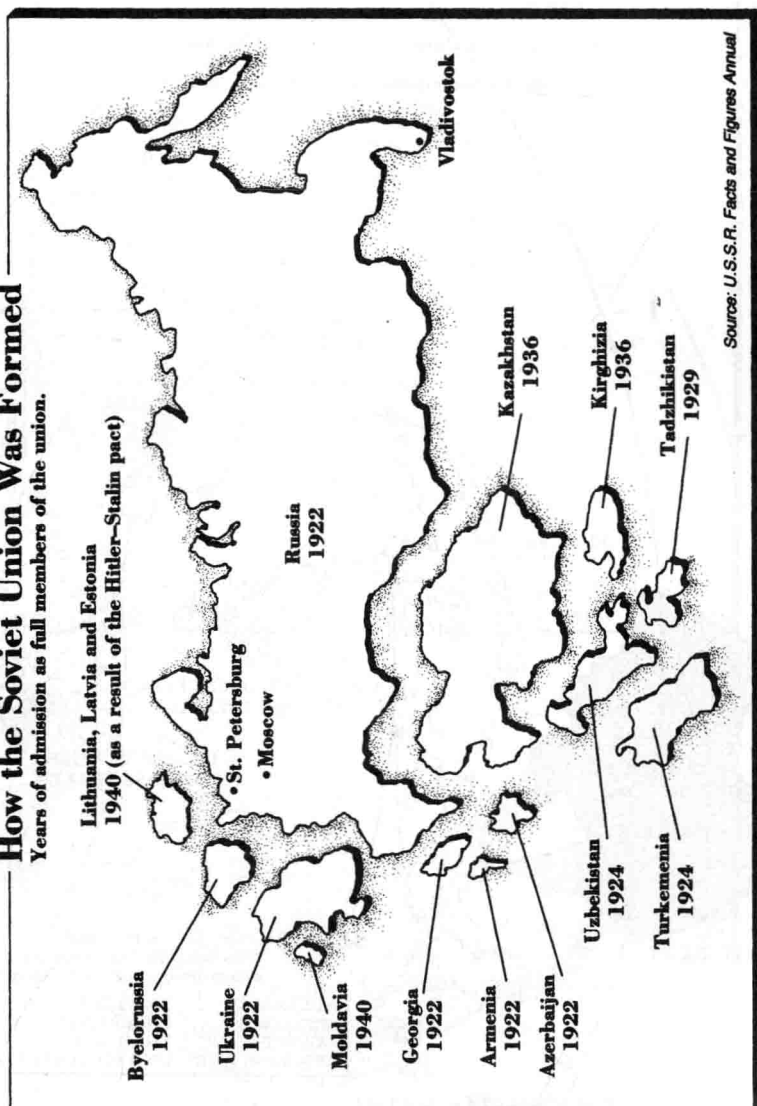 How the Soviet Union Was Formed
Years of admission as full members of the union.
Lithuania, Latvia and Estonia
1940 (as a result of the Hitler–Stalin pact)
Byelorussia
1922
Ukraine
1922
Moldavia
1940
Georgia
1922
Armenia
1922
Azerbaijan
1922
Uzbekistan
1924
Turkemenia
1924
•St. Petersburg
•Moscow
Russia
1922
Kazakhstan
1936
Kirghizia
1936
Tadzhikistan
1929
Vladivostok
Source: U.S.S.R. Facts and Figures Annual